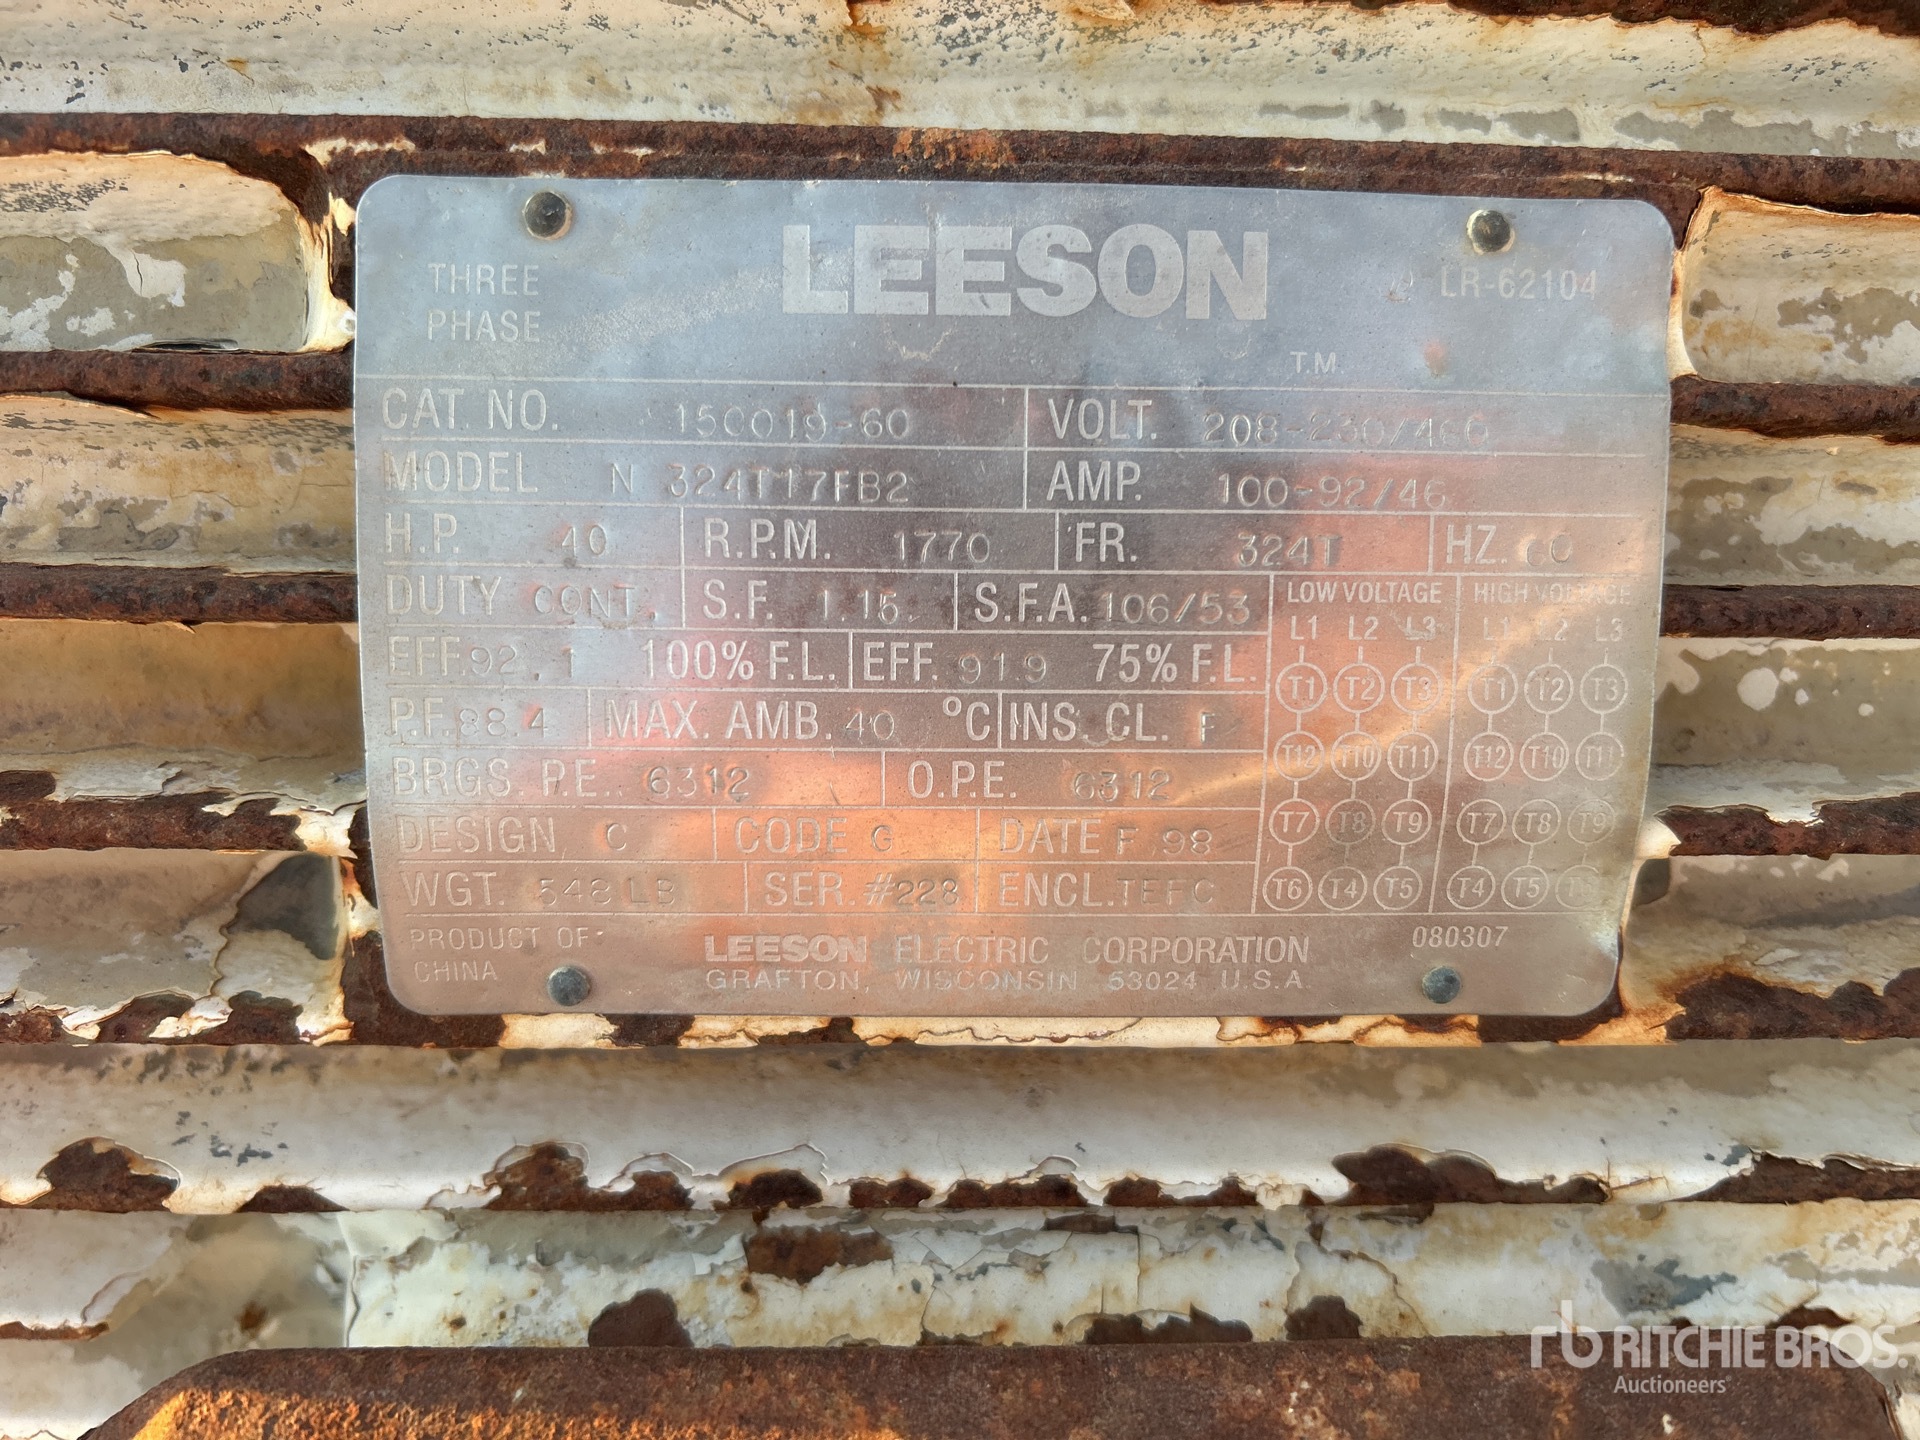 THREE PHASE
LEESON
T.M.
LR-62104
CAT. NO. 150019-60 VOLT. 208-230/460
MODEL N 324T17FB2 AMP. 100-92/46
H.P. 40 R.P.M. 1770 FR. 324T HZ. 60
DUTY CONT. S.F. 1.15 S.F.A. 106/53
EFF. 92.1 100% F.L. EFF. 91.9 75% F.L.
P.F. 88.4 MAX. AMB. 40 °C INS. CL. F
BRGS. P.E. 6312 O.P.E. 6312
DESIGN C CODE G DATE F 98
WGT. 548 LB SER. #228 ENCL. TEFC
LOW VOLTAGE HIGH VOLTAGE
L1 L2 L3 L1 L2 L3
T1 T2 T3 T1 T2 T3
T12 T10 T11 T12 T10 T11
T7 T8 T9 T7 T8 T9
T6 T4 T5 T4 T5
PRODUCT OF:
CHINA
LEESON ELECTRIC CORPORATION
GRAFTON, WISCONSIN 53024 U.S.A.
080307
rb RITCHIE BROS.
Auctioneers